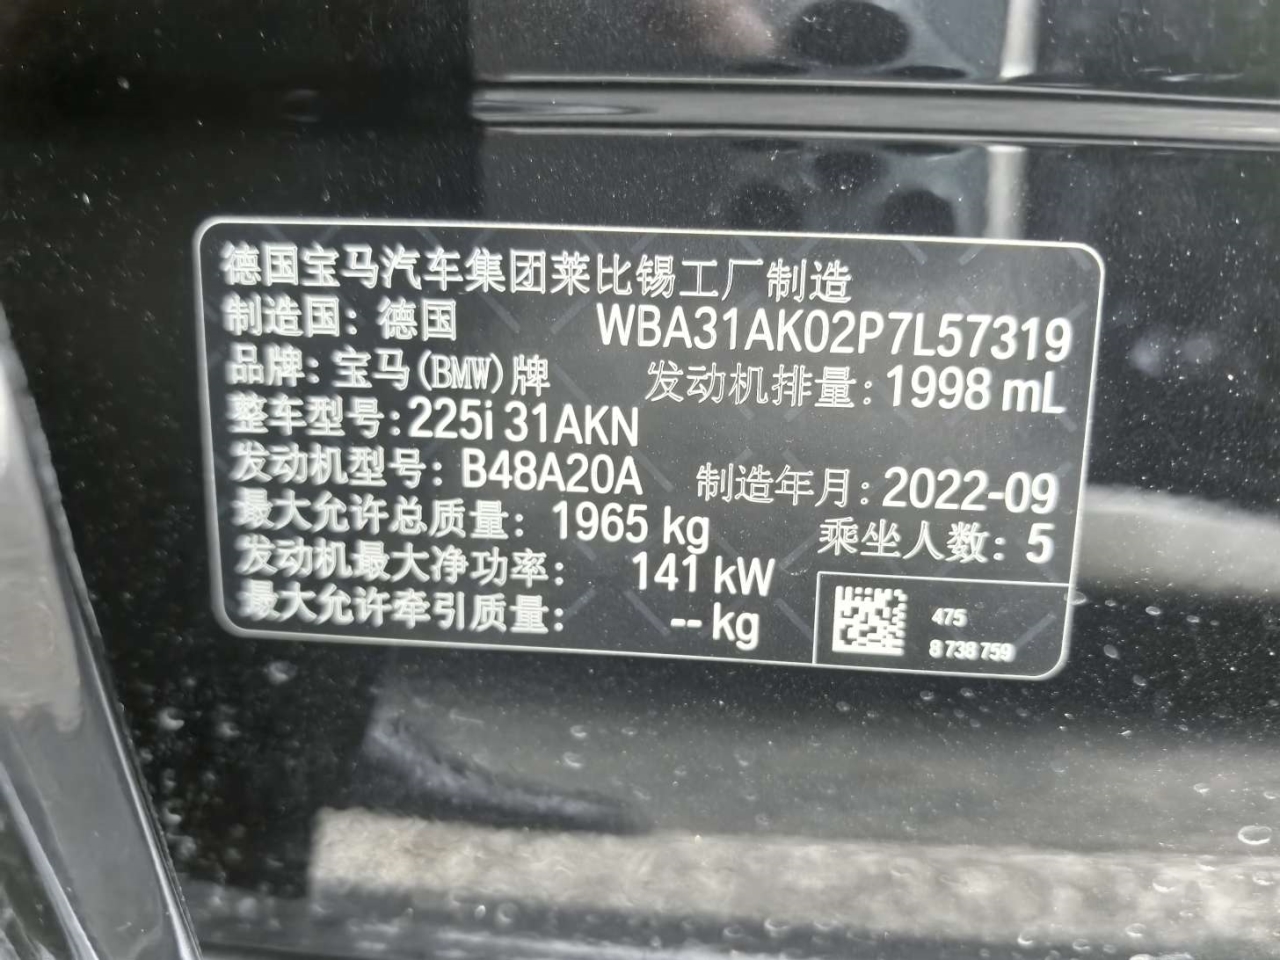 德国宝马汽车集团莱比锡工厂制造
制造国：德国 WBA31AK02P7L57319
品牌：宝马(BMW)牌 发动机排量：1998 mL
整车型号：225i 31AKN
发动机型号：B48A20A 制造年月：2022-09
最大允许总质量：1965 kg 乘坐人数：5
发动机最大净功率：141 kW
最大允许牵引质量：-- kg
475
8 738 759